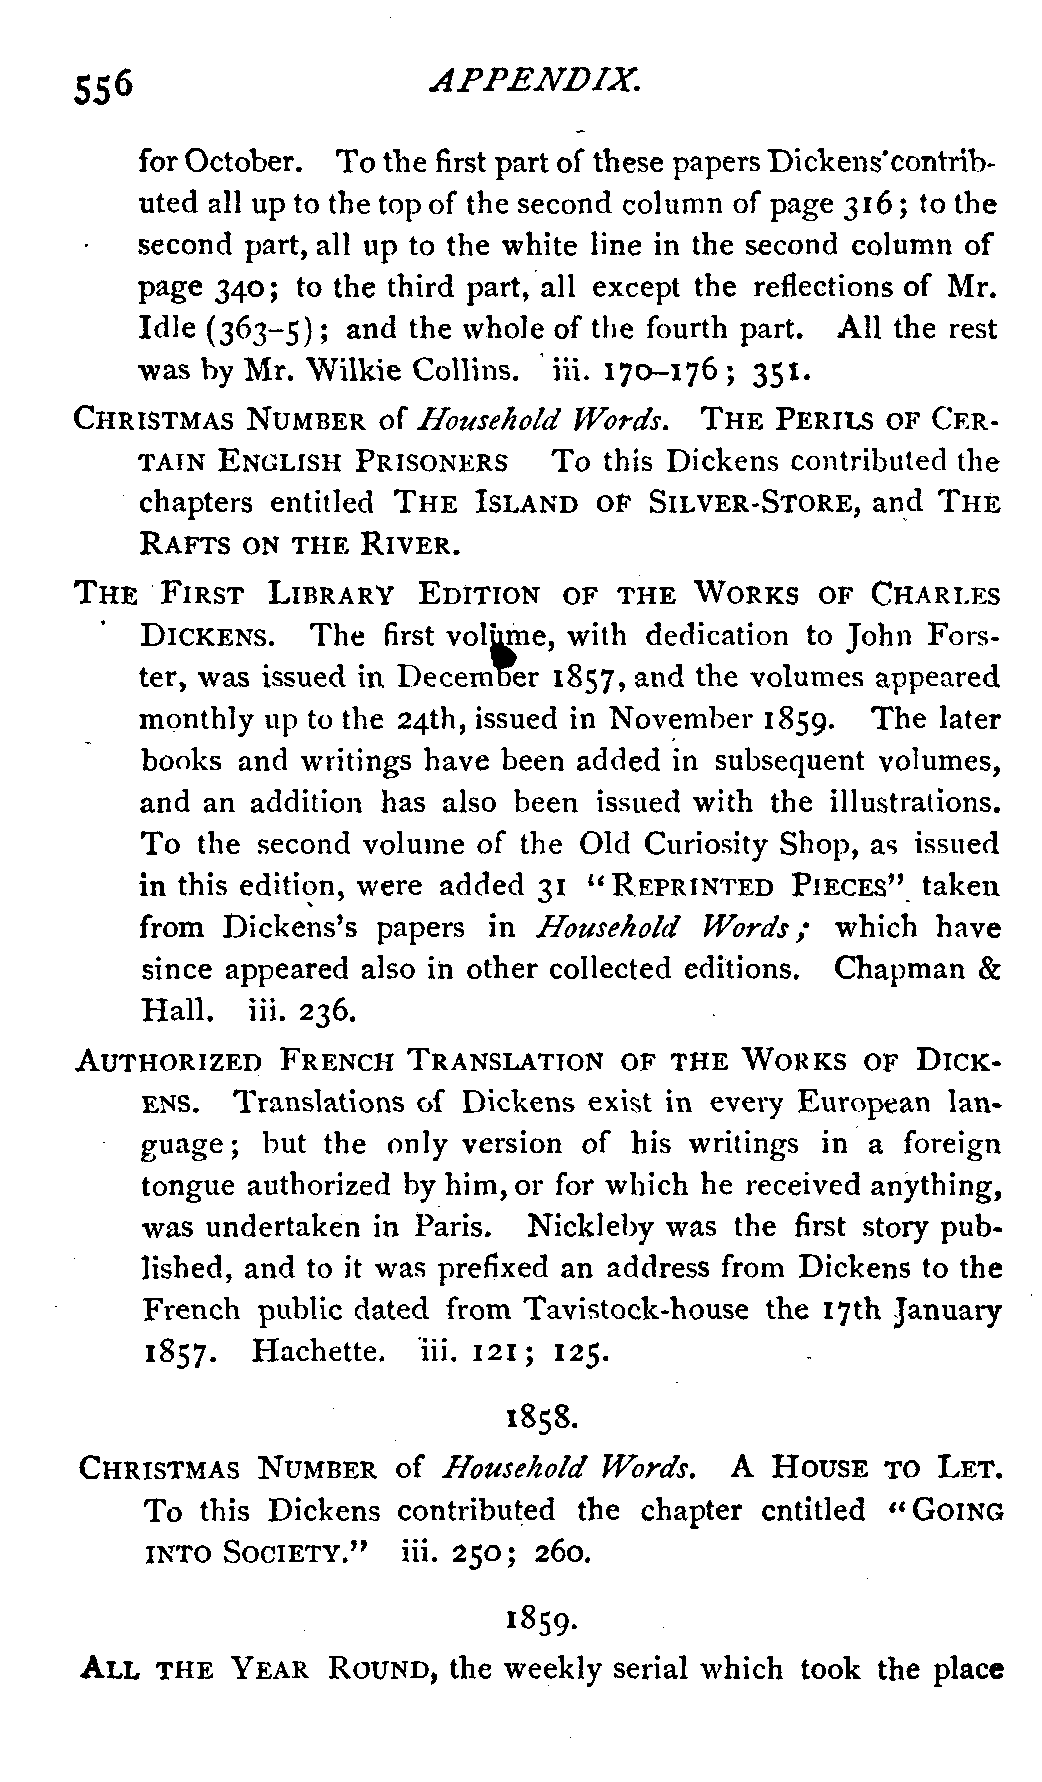 556 APPENDIX.
for October. To the first part of these papers Dickens contrib-
uted all up to the top of the second column of page 316; to the
second part, all up to the white line in the second column of
page 340; to the third part, all except the reflections of Mr.
Idle (363–5); and the whole of the fourth part. All the rest
was by Mr. Wilkie Collins. iii. 170–176; 351.
CHRISTMAS NUMBER of Household Words. THE PERILS OF CER-
TAIN ENGLISH PRISONERS To this Dickens contributed the
chapters entitled THE ISLAND OF SILVER-STORE, and THE
RAFTS ON THE RIVER.
THE FIRST LIBRARY EDITION OF THE WORKS OF CHARLES
DICKENS. The first volume, with dedication to John Fors-
ter, was issued in December 1857, and the volumes appeared
monthly up to the 24th, issued in November 1859. The later
books and writings have been added in subsequent volumes,
and an addition has also been issued with the illustrations.
To the second volume of the Old Curiosity Shop, as issued
in this edition, were added 31 "REPRINTED PIECES" taken
from Dickens's papers in Household Words; which have
since appeared also in other collected editions. Chapman &
Hall. iii. 236.
AUTHORIZED FRENCH TRANSLATION OF THE WORKS OF DICK-
ENS. Translations of Dickens exist in every European lan-
guage; but the only version of his writings in a foreign
tongue authorized by him, or for which he received anything,
was undertaken in Paris. Nickleby was the first story pub-
lished, and to it was prefixed an address from Dickens to the
French public dated from Tavistock-house the 17th January
1857. Hachette. iii. 121; 125.
1858.
CHRISTMAS NUMBER of Household Words. A HOUSE TO LET.
To this Dickens contributed the chapter entitled "GOING
INTO SOCIETY." iii. 250; 260.
1859.
ALL THE YEAR ROUND, the weekly serial which took the place